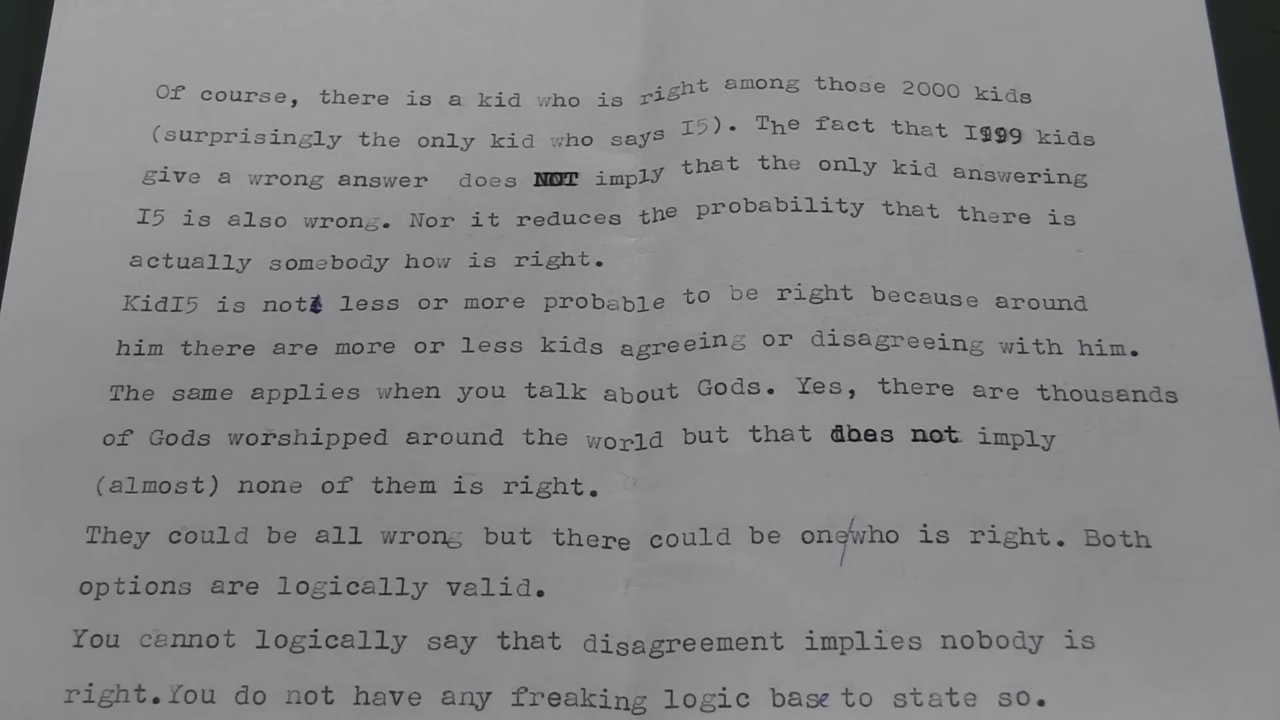 Of course, there is a kid who is right among those 2000 kids
(surprisingly the only kid who says I5). The fact that I999 kids
give a wrong answer does NOT imply that the only kid answering
I5 is also wrong. Nor it reduces the probability that there is
actually somebody how is right.
KidI5 is not less or more probable to be right because around
him there are more or less kids agreeing or disagreeing with him.
The same applies when you talk about Gods. Yes, there are thousands
of Gods worshipped around the world but that does not imply
(almost) none of them is right.
They could be all wrong but there could be one/who is right. Both
options are logically valid.
You cannot logically say that disagreement implies nobody is
right.You do not have any freaking logic base to state so.